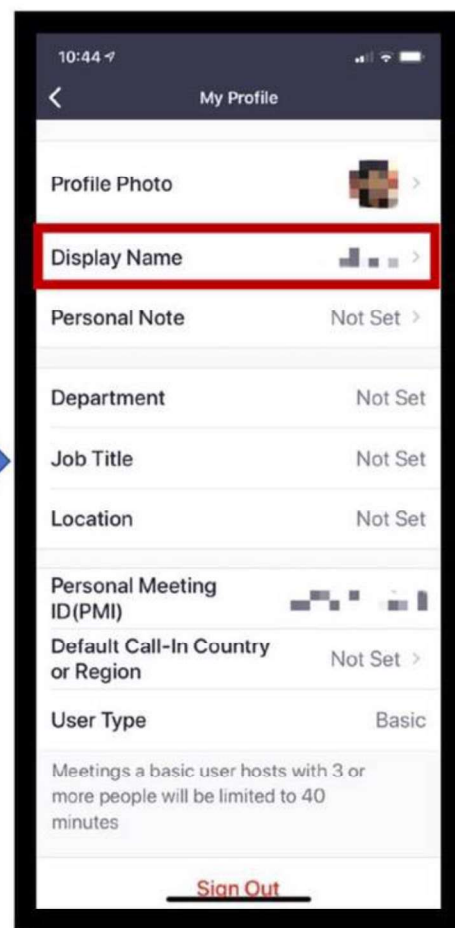 10:44
My Profile
Profile Photo
Display Name
Personal Note Not Set
Department Not Set
Job Title Not Set
Location Not Set
Personal Meeting
ID(PMI)
Default Call-In Country
or Region Not Set
User Type Basic
Meetings a basic user hosts with 3 or
more people will be limited to 40
minutes
Sign Out